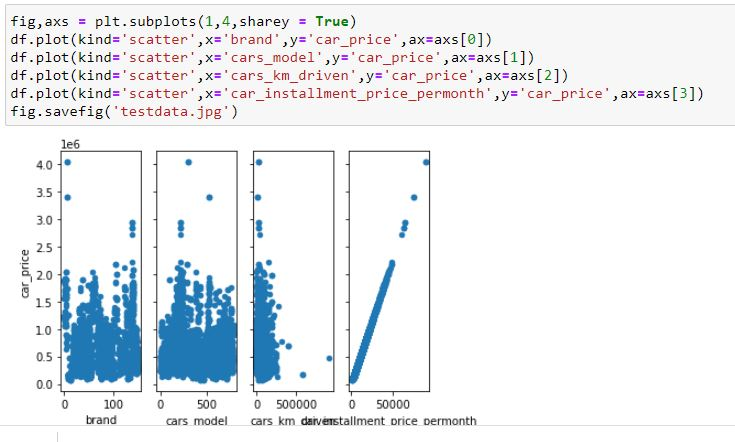 fig,axs = plt.subplots(1,4,sharey = True)
df.plot(kind='scatter',x='brand',y='car_price',ax=axs[0])
df.plot(kind='scatter',x='cars_model',y='car_price',ax=axs[1])
df.plot(kind='scatter',x='cars_km_driven',y='car_price',ax=axs[2])
df.plot(kind='scatter',x='car_installment_price_permonth',y='car_price',ax=axs[3])
fig.savefig('testdata.jpg')
1e6
4.0
3.5
3.0
2.5
2.0
1.5
1.0
0.5
0.0
car_price
0 100 0 500 0 500000 0 50000
brand cars_model cars_km_driven installment_price_permonth